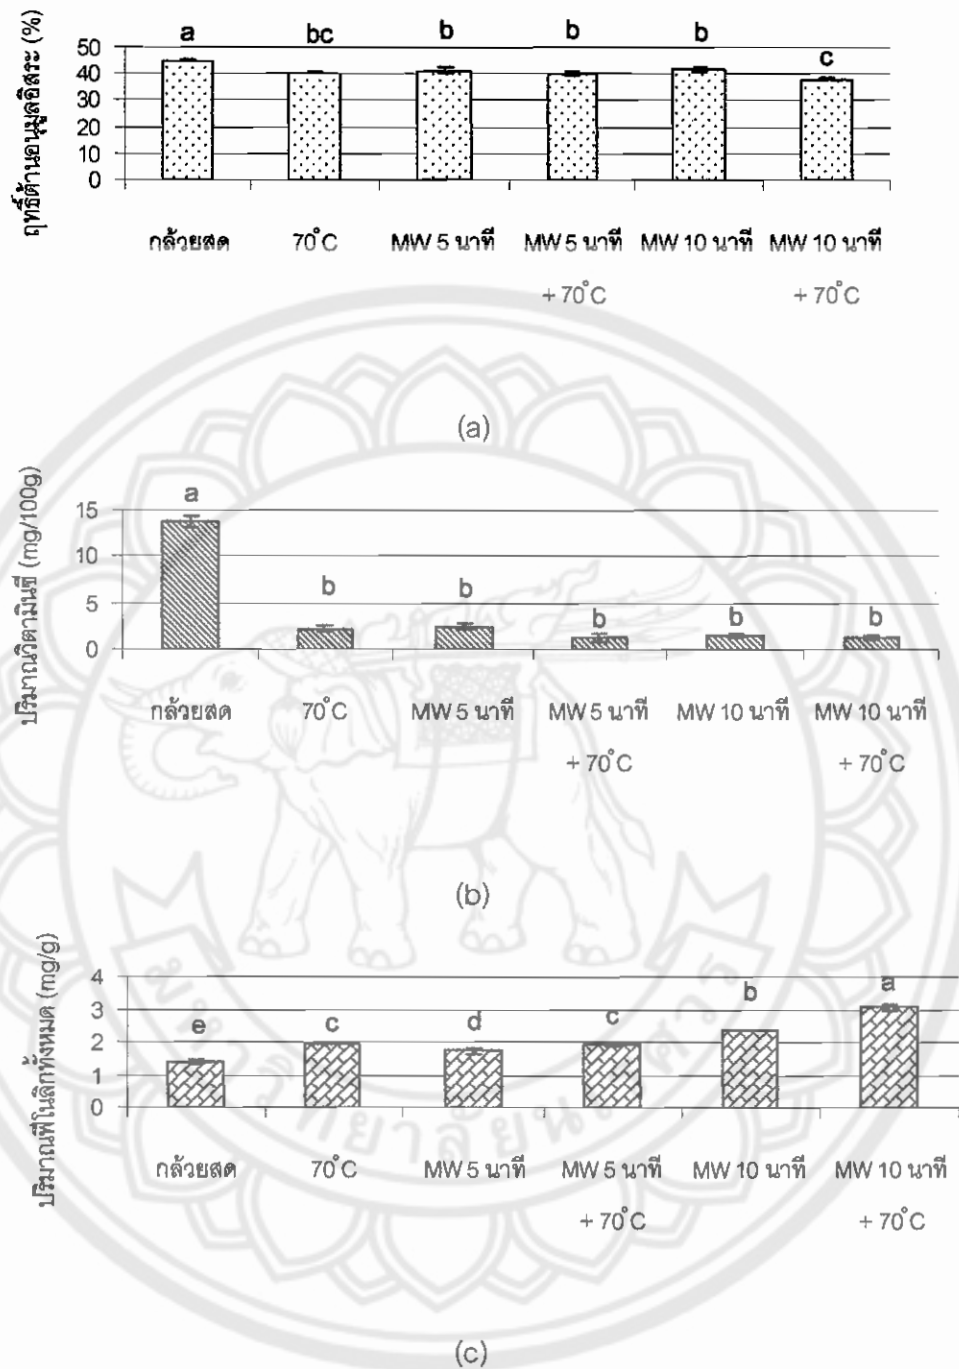 ฤทธิ์ต้านอนุมูลอิสระ (%)
a bc b b b c
50
40
30
20
10
0
กล้วยสด 70°C MW 5 นาที MW 5 นาที MW 10 นาที MW 10 นาที
+ 70°C + 70°C
(a)
ปริมาณวิตามินซี (mg/100g)
a b b b b b
15
10
5
0
กล้วยสด 70°C MW 5 นาที MW 5 นาที MW 10 นาที MW 10 นาที
+ 70°C + 70°C
(b)
ปริมาณฟีโนลิกทั้งหมด (mg/g)
e c d c b a
4
3
2
1
0
กล้วยสด 70°C MW 5 นาที MW 5 นาที MW 10 นาที MW 10 นาที
+ 70°C + 70°C
(c)